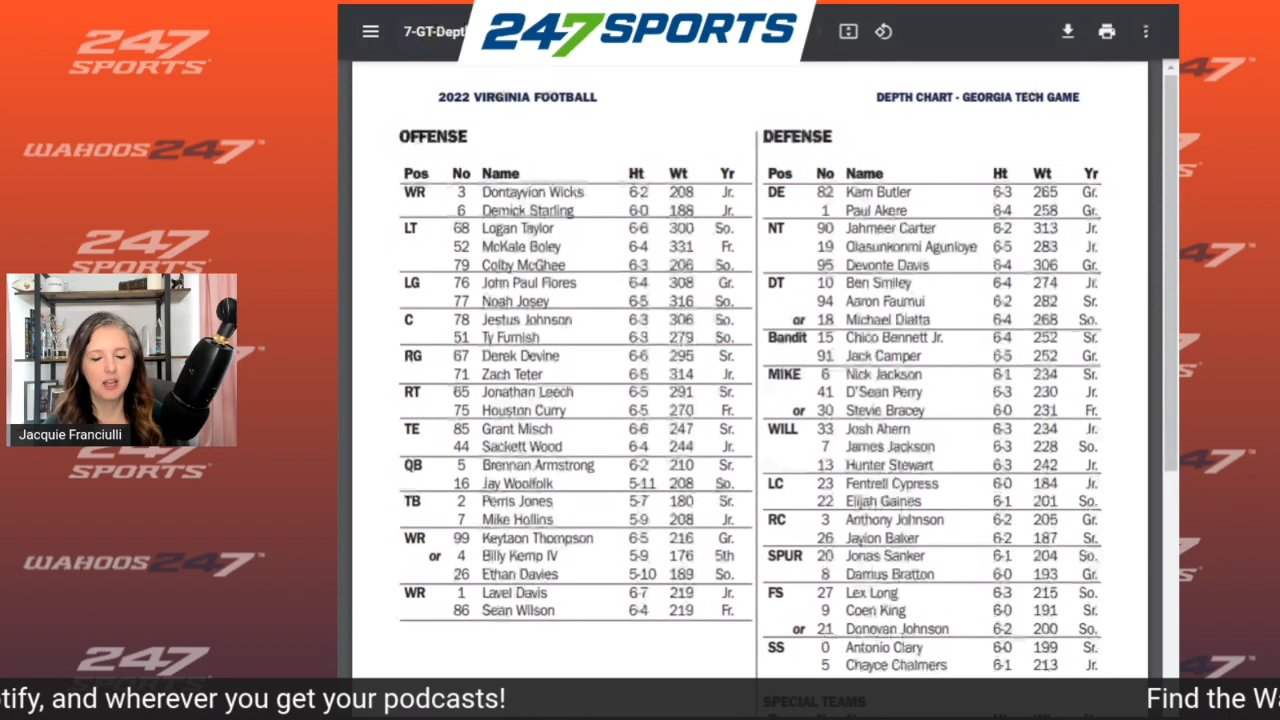 247
SPORTS
WAHOOS247
247
SPORTS
Jacquie Franciulli
247
SPORTS
WAHOOS247
247
SPORTS
7-GT-Dept
247SPORTS
2022 VIRGINIA FOOTBALL
DEPTH CHART - GEORGIA TECH GAME
OFFENSE
Pos No Name Ht Wt Yr
WR 3 Dontayvion Wicks 6-2 208 Jr.
6 Demick Starling 6-0 188 Jr.
LT 68 Logan Taylor 6-6 300 So.
52 McKale Boley 6-4 331 Fr.
79 Colby McGhee 6-3 206 So.
LG 76 John Paul Flores 6-4 308 Gr.
77 Noah Josey 6-5 316 So.
C 78 Jestus Johnson 6-3 306 So.
51 Ty Furnish 6-3 279 So.
RG 67 Derek Devine 6-6 295 Sr.
71 Zach Teter 6-5 314 Jr.
RT 65 Jonathan Leech 6-5 291 Sr.
75 Houston Curry 6-5 270 Fr.
TE 85 Grant Misch 6-6 247 Sr.
44 Sackett Wood 6-4 244 Jr.
QB 5 Brennan Armstrong 6-2 210 Sr.
16 Jay Woolfolk 5-11 208 So.
TB 2 Perris Jones 5-7 180 Sr.
7 Mike Hollins 5-9 208 Jr.
WR 99 Keytaon Thompson 6-5 216 Gr.
or 4 Billy Kemp IV 5-9 176 5th
26 Ethan Davies 5-10 189 So.
WR 1 Lavel Davis 6-7 219 Jr.
86 Sean Wilson 6-4 219 Fr.
DEFENSE
Pos No Name Ht Wt Yr
DE 82 Kam Butler 6-3 265 Gr.
1 Paul Akere 6-4 258 Gr.
NT 90 Jahmeer Carter 6-2 313 Jr.
19 Olasunkonmi Agunloye 6-5 283 Jr.
95 Devonte Davis 6-4 306 Gr.
DT 10 Ben Smiley 6-4 274 Jr.
94 Aaron Faumui 6-2 282 Sr.
or 18 Michael Diatta 6-4 268 So.
Bandit 15 Chico Bennett Jr. 6-4 252 Sr.
91 Jack Camper 6-5 252 Gr.
MIKE 6 Nick Jackson 6-1 234 Sr.
41 D'Sean Perry 6-3 230 Jr.
or 30 Stevie Bracey 6-0 231 Fr.
WILL 33 Josh Ahern 6-3 234 Jr.
7 James Jackson 6-3 228 So.
13 Hunter Stewart 6-3 242 Jr.
LC 23 Fentrell Cypress 6-0 184 Jr.
22 Elijah Gaines 6-1 201 So.
RC 3 Anthony Johnson 6-2 205 Gr.
26 Jaylon Baker 6-2 187 Sr.
SPUR 20 Jonas Sanker 6-1 204 So.
8 Darrius Bratton 6-0 193 Gr.
FS 27 Lex Long 6-3 215 So.
9 Coen King 6-0 191 Sr.
or 21 Donovan Johnson 6-2 200 So.
SS 0 Antonio Clary 6-0 199 Sr.
5 Chayce Chalmers 6-1 213 Jr.
SPECIAL TEAMS
tify, and wherever you get your podcasts!
Find the Wa